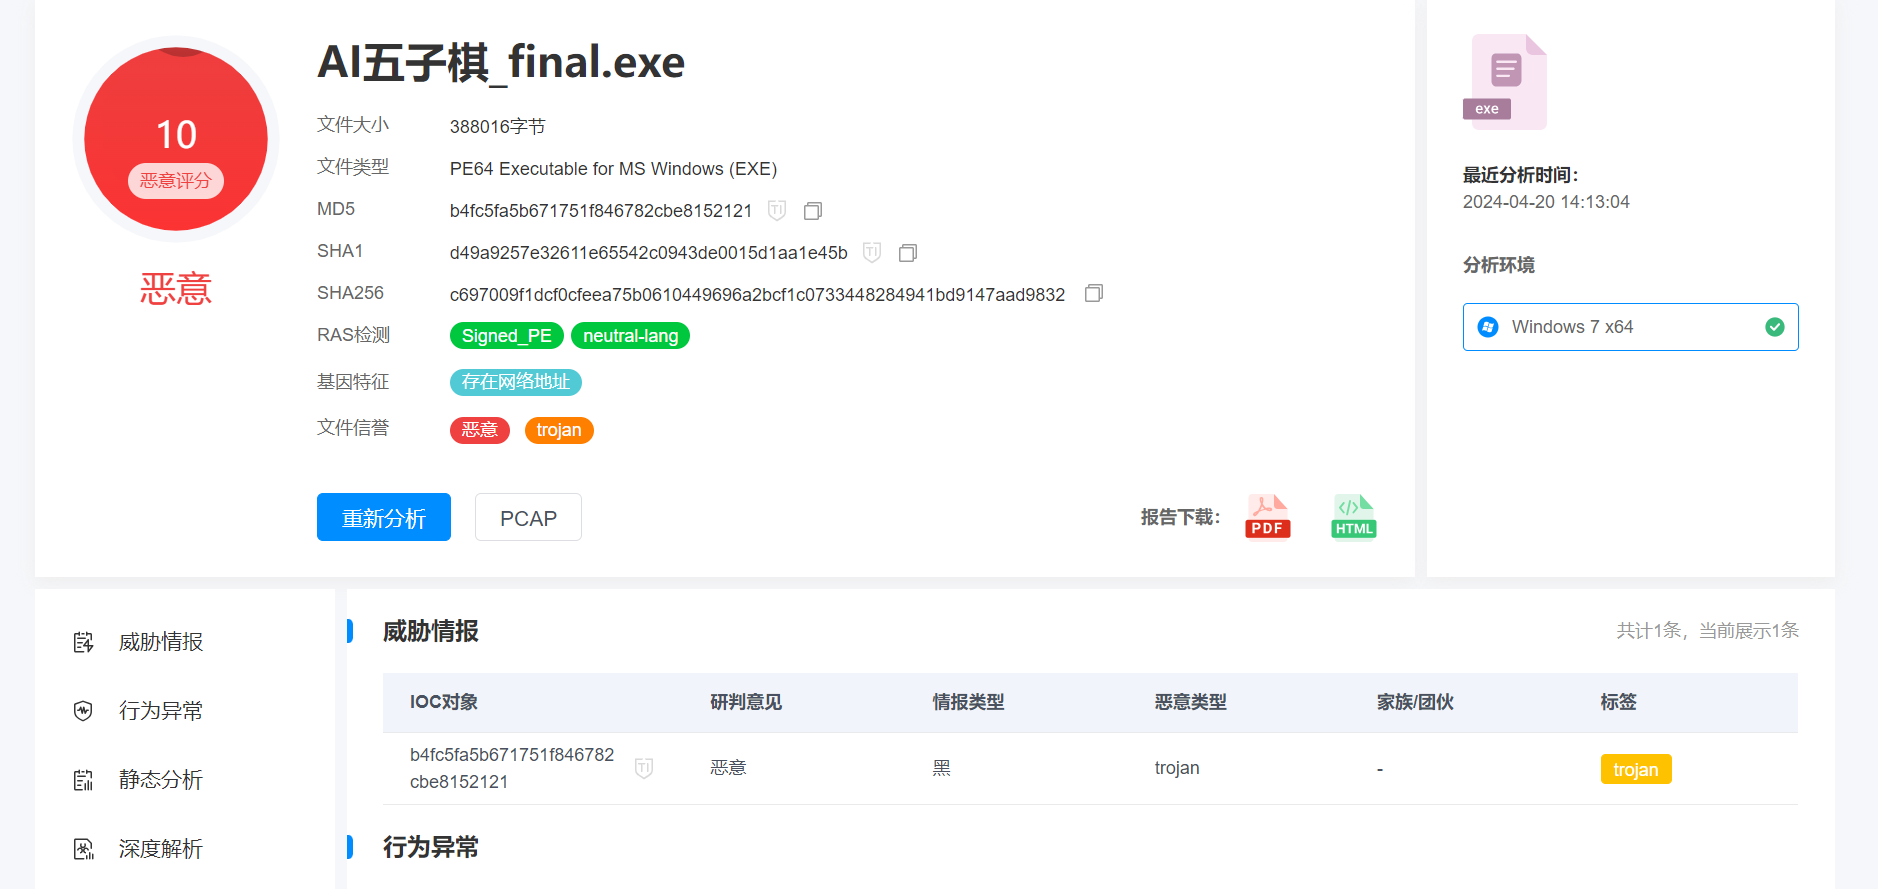 AI五子棋_final.exe
10
恶意评分
恶意
文件大小 388016字节
文件类型 PE64 Executable for MS Windows (EXE)
MD5 b4fc5fa5b671751f846782cbe8152121
SHA1 d49a9257e32611e65542c0943de0015d1aa1e45b
SHA256 c697009f1dcf0cfeea75b0610449696a2bcf1c0733448284941bd9147aad9832
RAS检测 Signed_PE neutral-lang
基因特征 存在网络地址
文件信誉 恶意 trojan
重新分析 PCAP
报告下载： PDF HTML
exe
最近分析时间：
2024-04-20 14:13:04
分析环境
Windows 7 x64
威胁情报
行为异常
静态分析
深度解析
威胁情报
共计1条，当前展示1条
IOC对象 研判意见 情报类型 恶意类型 家族/团伙 标签
b4fc5fa5b671751f846782
cbe8152121
TI
恶意 黑 trojan - trojan
行为异常